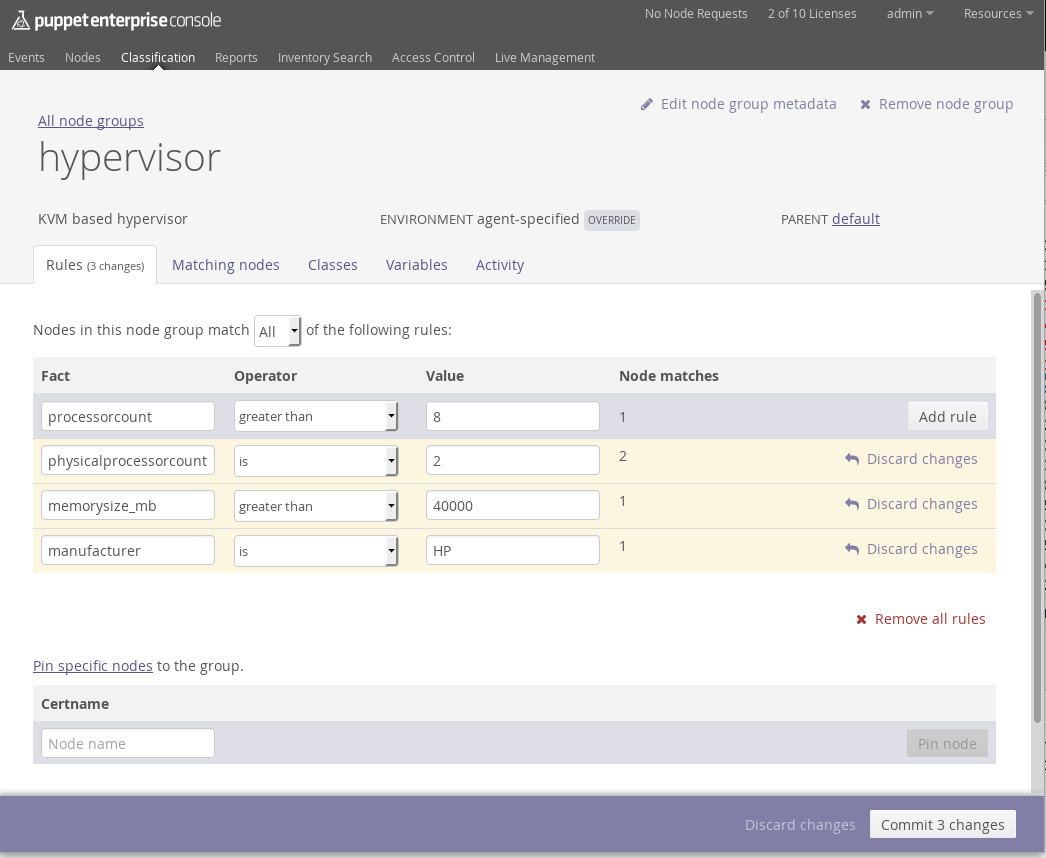 puppet enterprise console
No Node Requests 2 of 10 Licenses admin Resources
Events Nodes Classification Reports Inventory Search Access Control Live Management
Edit node group metadata Remove node group
All node groups
hypervisor
KVM based hypervisor ENVIRONMENT agent-specified OVERRIDE PARENT default
Rules (3 changes) Matching nodes Classes Variables Activity
Nodes in this node group match All of the following rules:
Fact Operator Value Node matches
processorcount greater than 8 1 Add rule
physicalprocessorcount is 2 2 Discard changes
memorysize_mb greater than 40000 1 Discard changes
manufacturer is HP 1 Discard changes
Remove all rules
Pin specific nodes to the group.
Certname
Node name Pin node
Discard changes Commit 3 changes